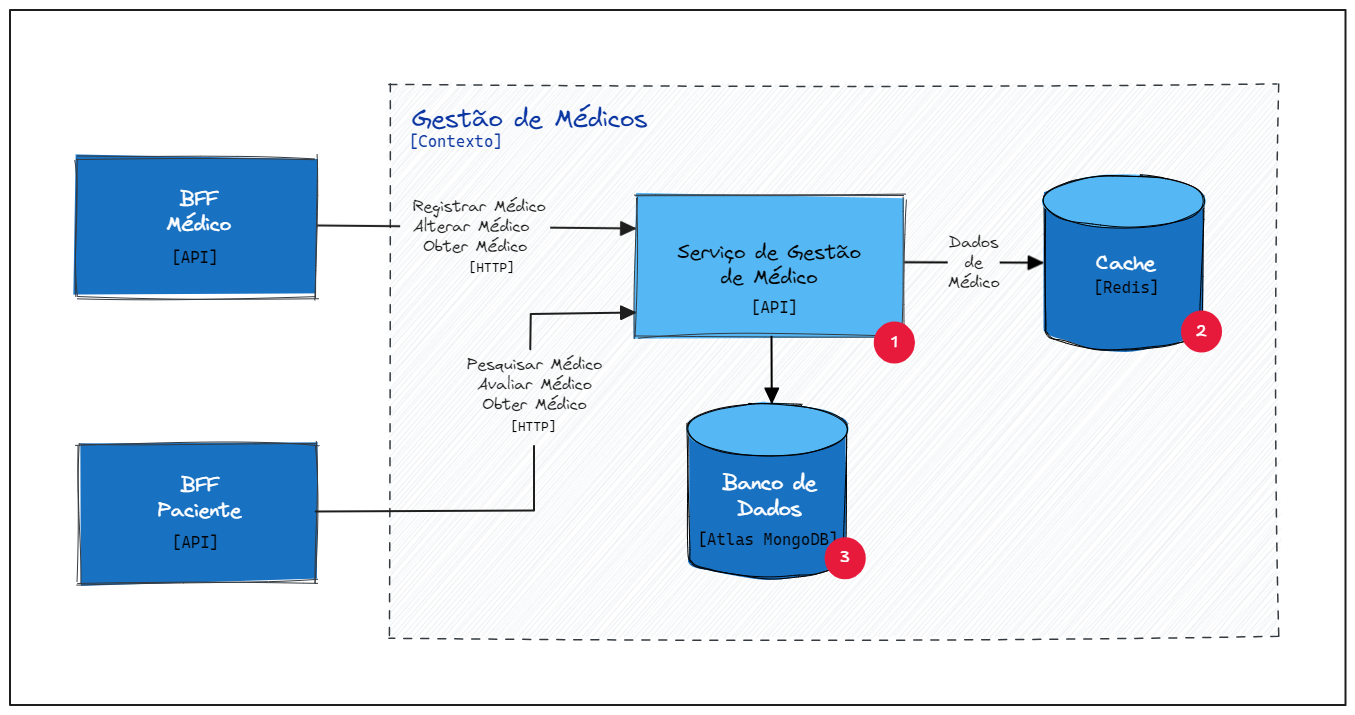 Gestão de Médicos
[Contexto]
BFF
Médico
[API]
Registrar Médico
Alterar Médico
Obter Médico
[HTTP]
Serviço de Gestão
de Médico
[API]
1
Dados
de
Médico
Cache
[Redis]
2
Pesquisar Médico
Avaliar Médico
Obter Médico
[HTTP]
BFF
Paciente
[API]
Banco de
Dados
[Atlas MongoDB]
3